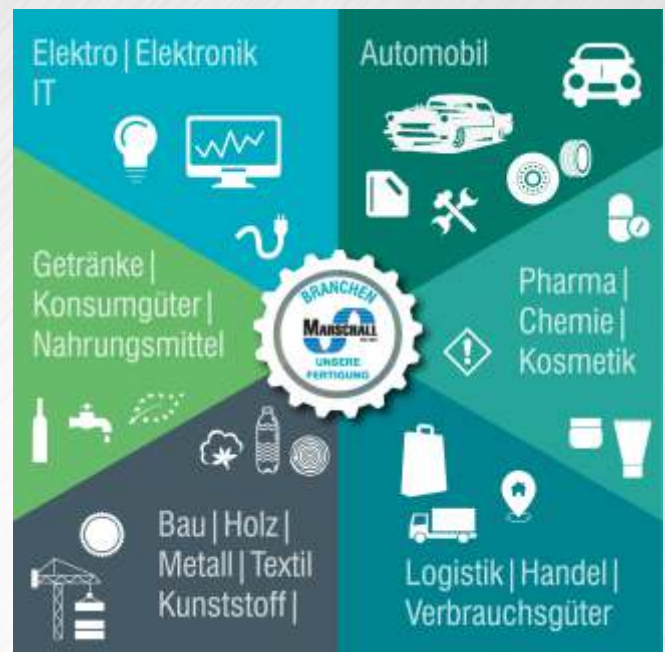 Elektro | Elektronik
IT
Automobil
Getränke |
Konsumgüter |
Nahrungsmittel
BRANCHEN
MARSCHALL
UNSERE
FERTIGUNG
Pharma |
Chemie |
Kosmetik
Bau | Holz |
Metall | Textil
Kunststoff |
Logistik | Handel |
Verbrauchsgüter